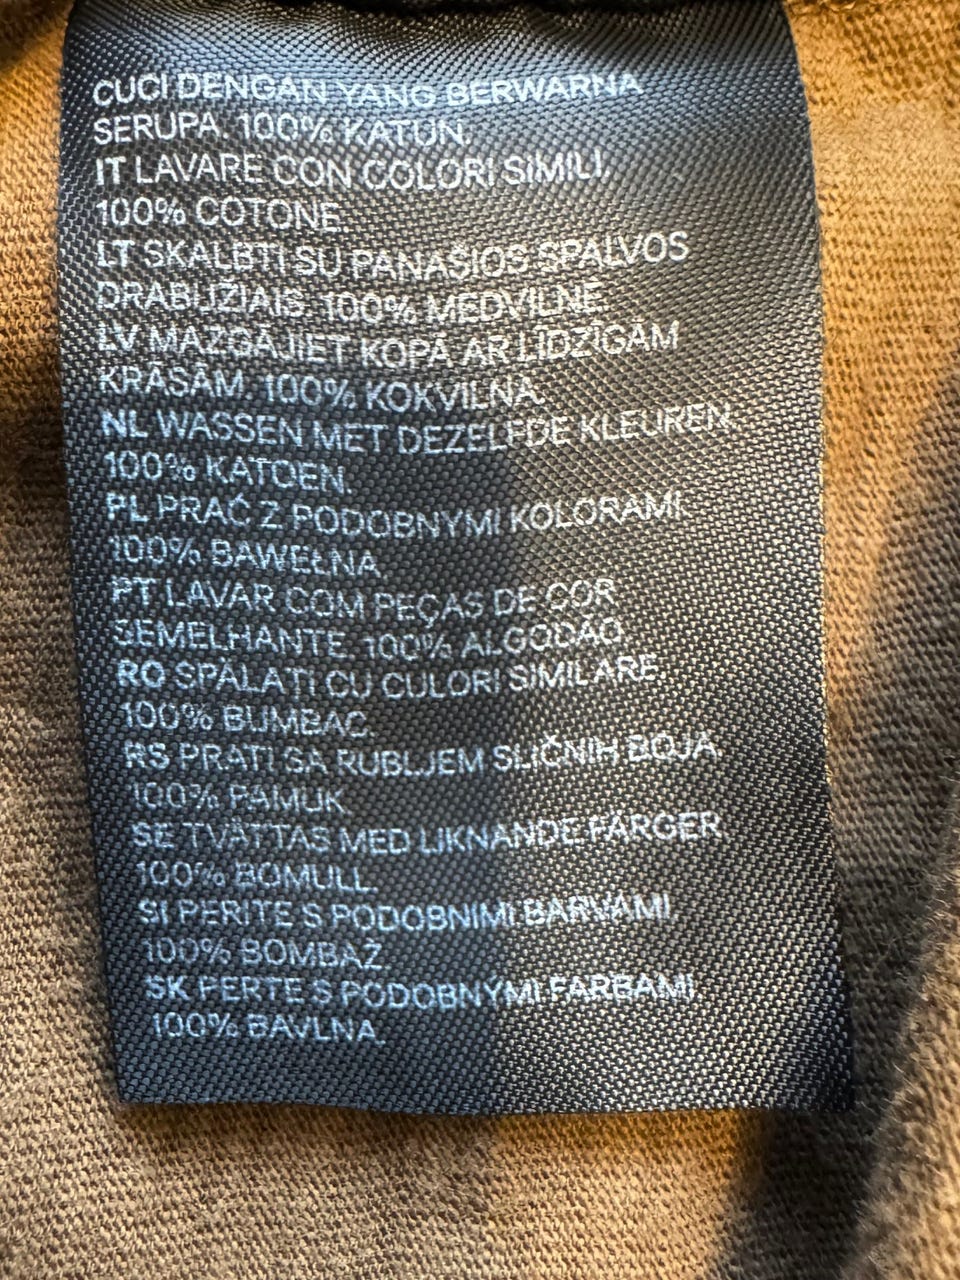 CUCI DENGAN YANG BERWARNA
SERUPA. 100% KATUN.
IT LAVARE CON COLORI SIMILI.
100% COTONE.
LT SKALBTI SU PANAŠIOS SPALVOS
DRABUŽIAIS. 100% MEDVILNĖ.
LV MAZGĀJIET KOPĀ AR LĪDZĪGĀM
KRĀSĀM. 100% KOKVILNA.
NL WASSEN MET DEZELFDE KLEUREN.
100% KATOEN.
PL PRAĆ Z PODOBNYMI KOLORAMI.
100% BAWEŁNA.
PT LAVAR COM PEÇAS DE COR
SEMELHANTE. 100% ALGODÃO.
RO SPĂLAȚI CU CULORI SIMILARE.
100% BUMBAC.
RS PRATI SA RUBLJEM SLIČNIH BOJA.
100% PAMUK.
SE TVÄTTAS MED LIKNANDE FÄRGER.
100% BOMULL.
SI PERITE S PODOBNIMI BARVAMI.
100% BOMBAŽ.
SK PERTE S PODOBNÝMI FARBAMI.
100% BAVLNA.